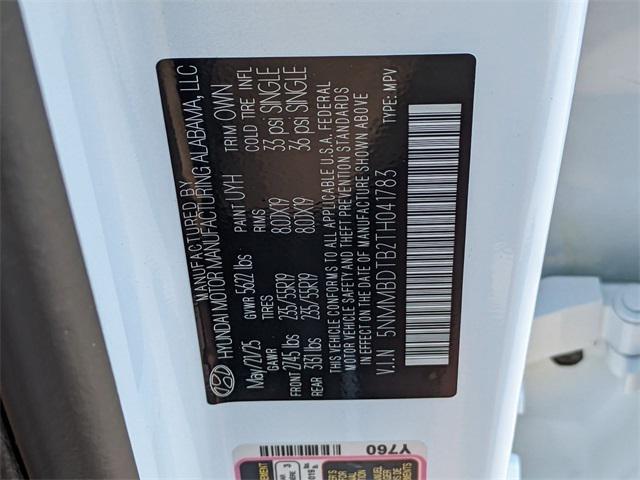 MANUFACTURED BY
HYUNDAI MOTOR MANUFACTURING ALABAMA, LLC
May/21/25 GVWR 5622 lbs PAINT UYH TRIM OWN
GAWR TIRES RIMS COLD TIRE INFL
FRONT 2745 lbs 235/55R19 8.0JX19 33 psi SINGLE
REAR 3131 lbs 235/55R19 8.0JX19 36 psi SINGLE
THIS VEHICLE CONFORMS TO ALL APPLICABLE U.S.A. FEDERAL
MOTOR VEHICLE SAFETY AND BUMPER AND THEFT PREVENTION STANDARDS
IN EFFECT ON THE DATE OF MANUFACTURE SHOWN ABOVE.
V.I.N 5NMMBDTB2TH041783 TYPE: MPV
Y760